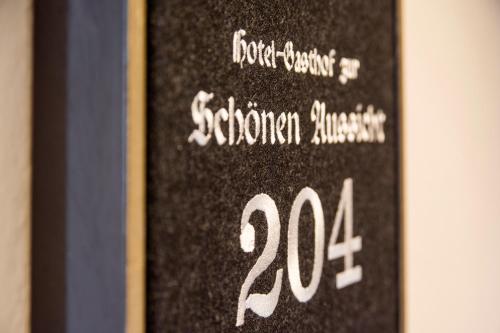 Hotel-Gasthof zur
Schönen Aussicht
204